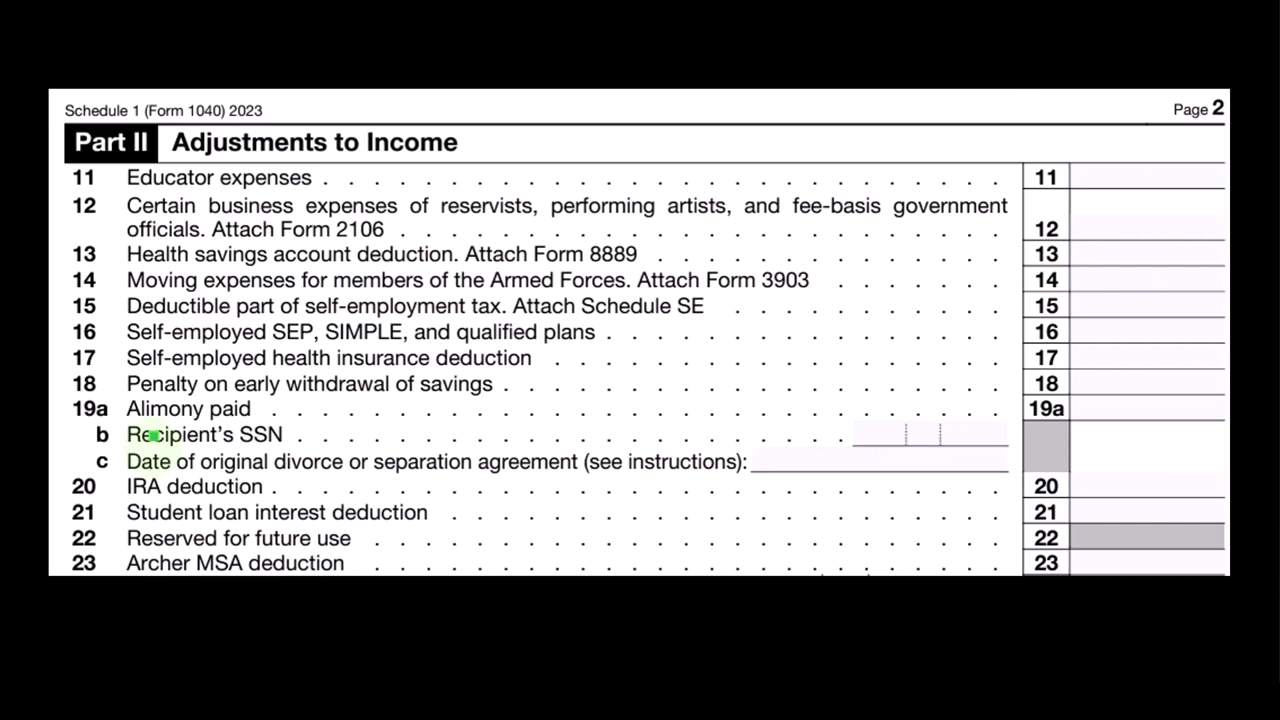 Schedule 1 (Form 1040) 2023 Page 2
Part II Adjustments to Income
11 Educator expenses . . . . . . . . . . . . . . . . . . . . . . . . . . . 11
12 Certain business expenses of reservists, performing artists, and fee-basis government
officials. Attach Form 2106 . . . . . . . . . . . . . . . . . . . . . . . . 12
13 Health savings account deduction. Attach Form 8889 . . . . . . . . . . . . . . 13
14 Moving expenses for members of the Armed Forces. Attach Form 3903 . . . . . . . 14
15 Deductible part of self-employment tax. Attach Schedule SE . . . . . . . . . . . 15
16 Self-employed SEP, SIMPLE, and qualified plans . . . . . . . . . . . . . . . . 16
17 Self-employed health insurance deduction . . . . . . . . . . . . . . . . . . 17
18 Penalty on early withdrawal of savings . . . . . . . . . . . . . . . . . . . . 18
19a Alimony paid . . . . . . . . . . . . . . . . . . . . . . . . . . . . . 19a
b Recipient's SSN . . . . . . . . . . . . . . . . . . . . . .
c Date of original divorce or separation agreement (see instructions):
20 IRA deduction . . . . . . . . . . . . . . . . . . . . . . . . . . . . . 20
21 Student loan interest deduction . . . . . . . . . . . . . . . . . . . . . . 21
22 Reserved for future use . . . . . . . . . . . . . . . . . . . . . . . . . 22
23 Archer MSA deduction . . . . . . . . . . . . . . . . . . . . . . . . . 23